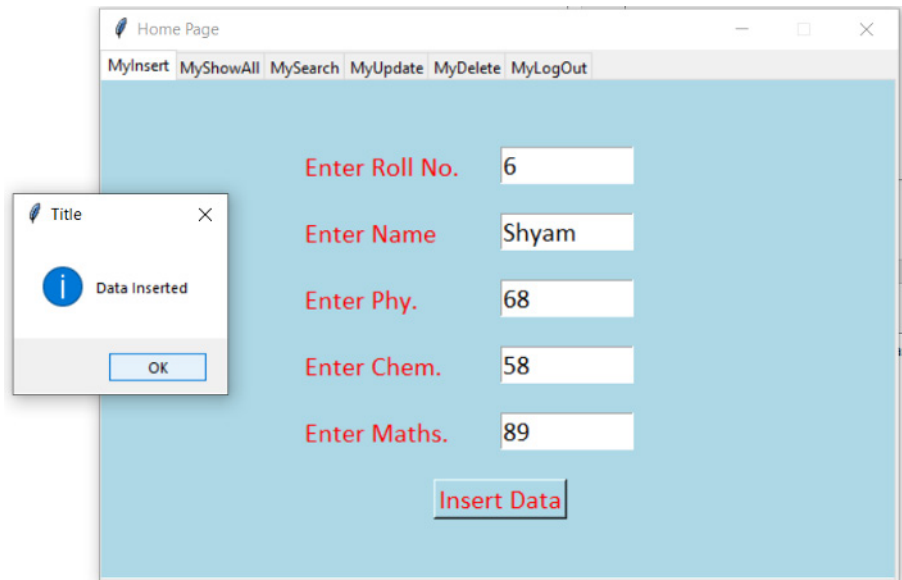 Home Page
MyInsert MyShowAll MySearch MyUpdate MyDelete MyLogOut
Enter Roll No. 6
Enter Name Shyam
Enter Phy. 68
Enter Chem. 58
Enter Maths. 89
Insert Data
Title
Data Inserted
OK